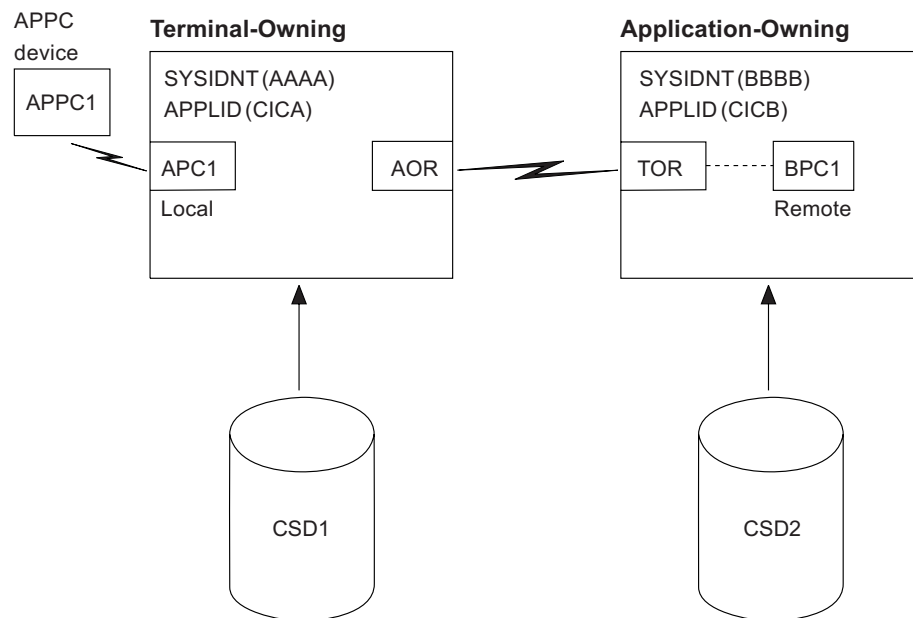 APPC
device
APPC1
Terminal-Owning
SYSIDNT(AAAA)
APPLID(CICA)
APC1
Local
AOR
Application-Owning
SYSIDNT(BBBB)
APPLID(CICB)
TOR
BPC1
Remote
CSD1
CSD2